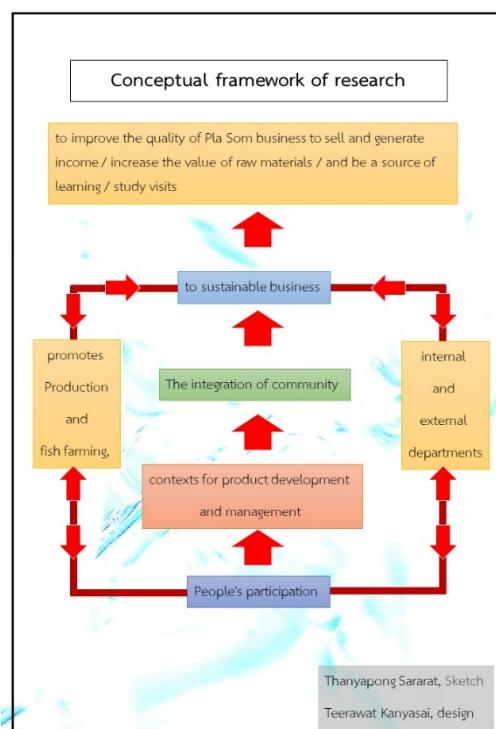 Conceptual framework of research
to improve the quality of Pla Som business to sell and generate
income / increase the value of raw materials / and be a source of
learning / study visits
to sustainable business
promotes
Production
and
fish farming,
The integration of community
internal
and
external
departments
contexts for product development
and management
People's participation
Thanyapong Sararat, Sketch
Teerawat Kanyasai, design